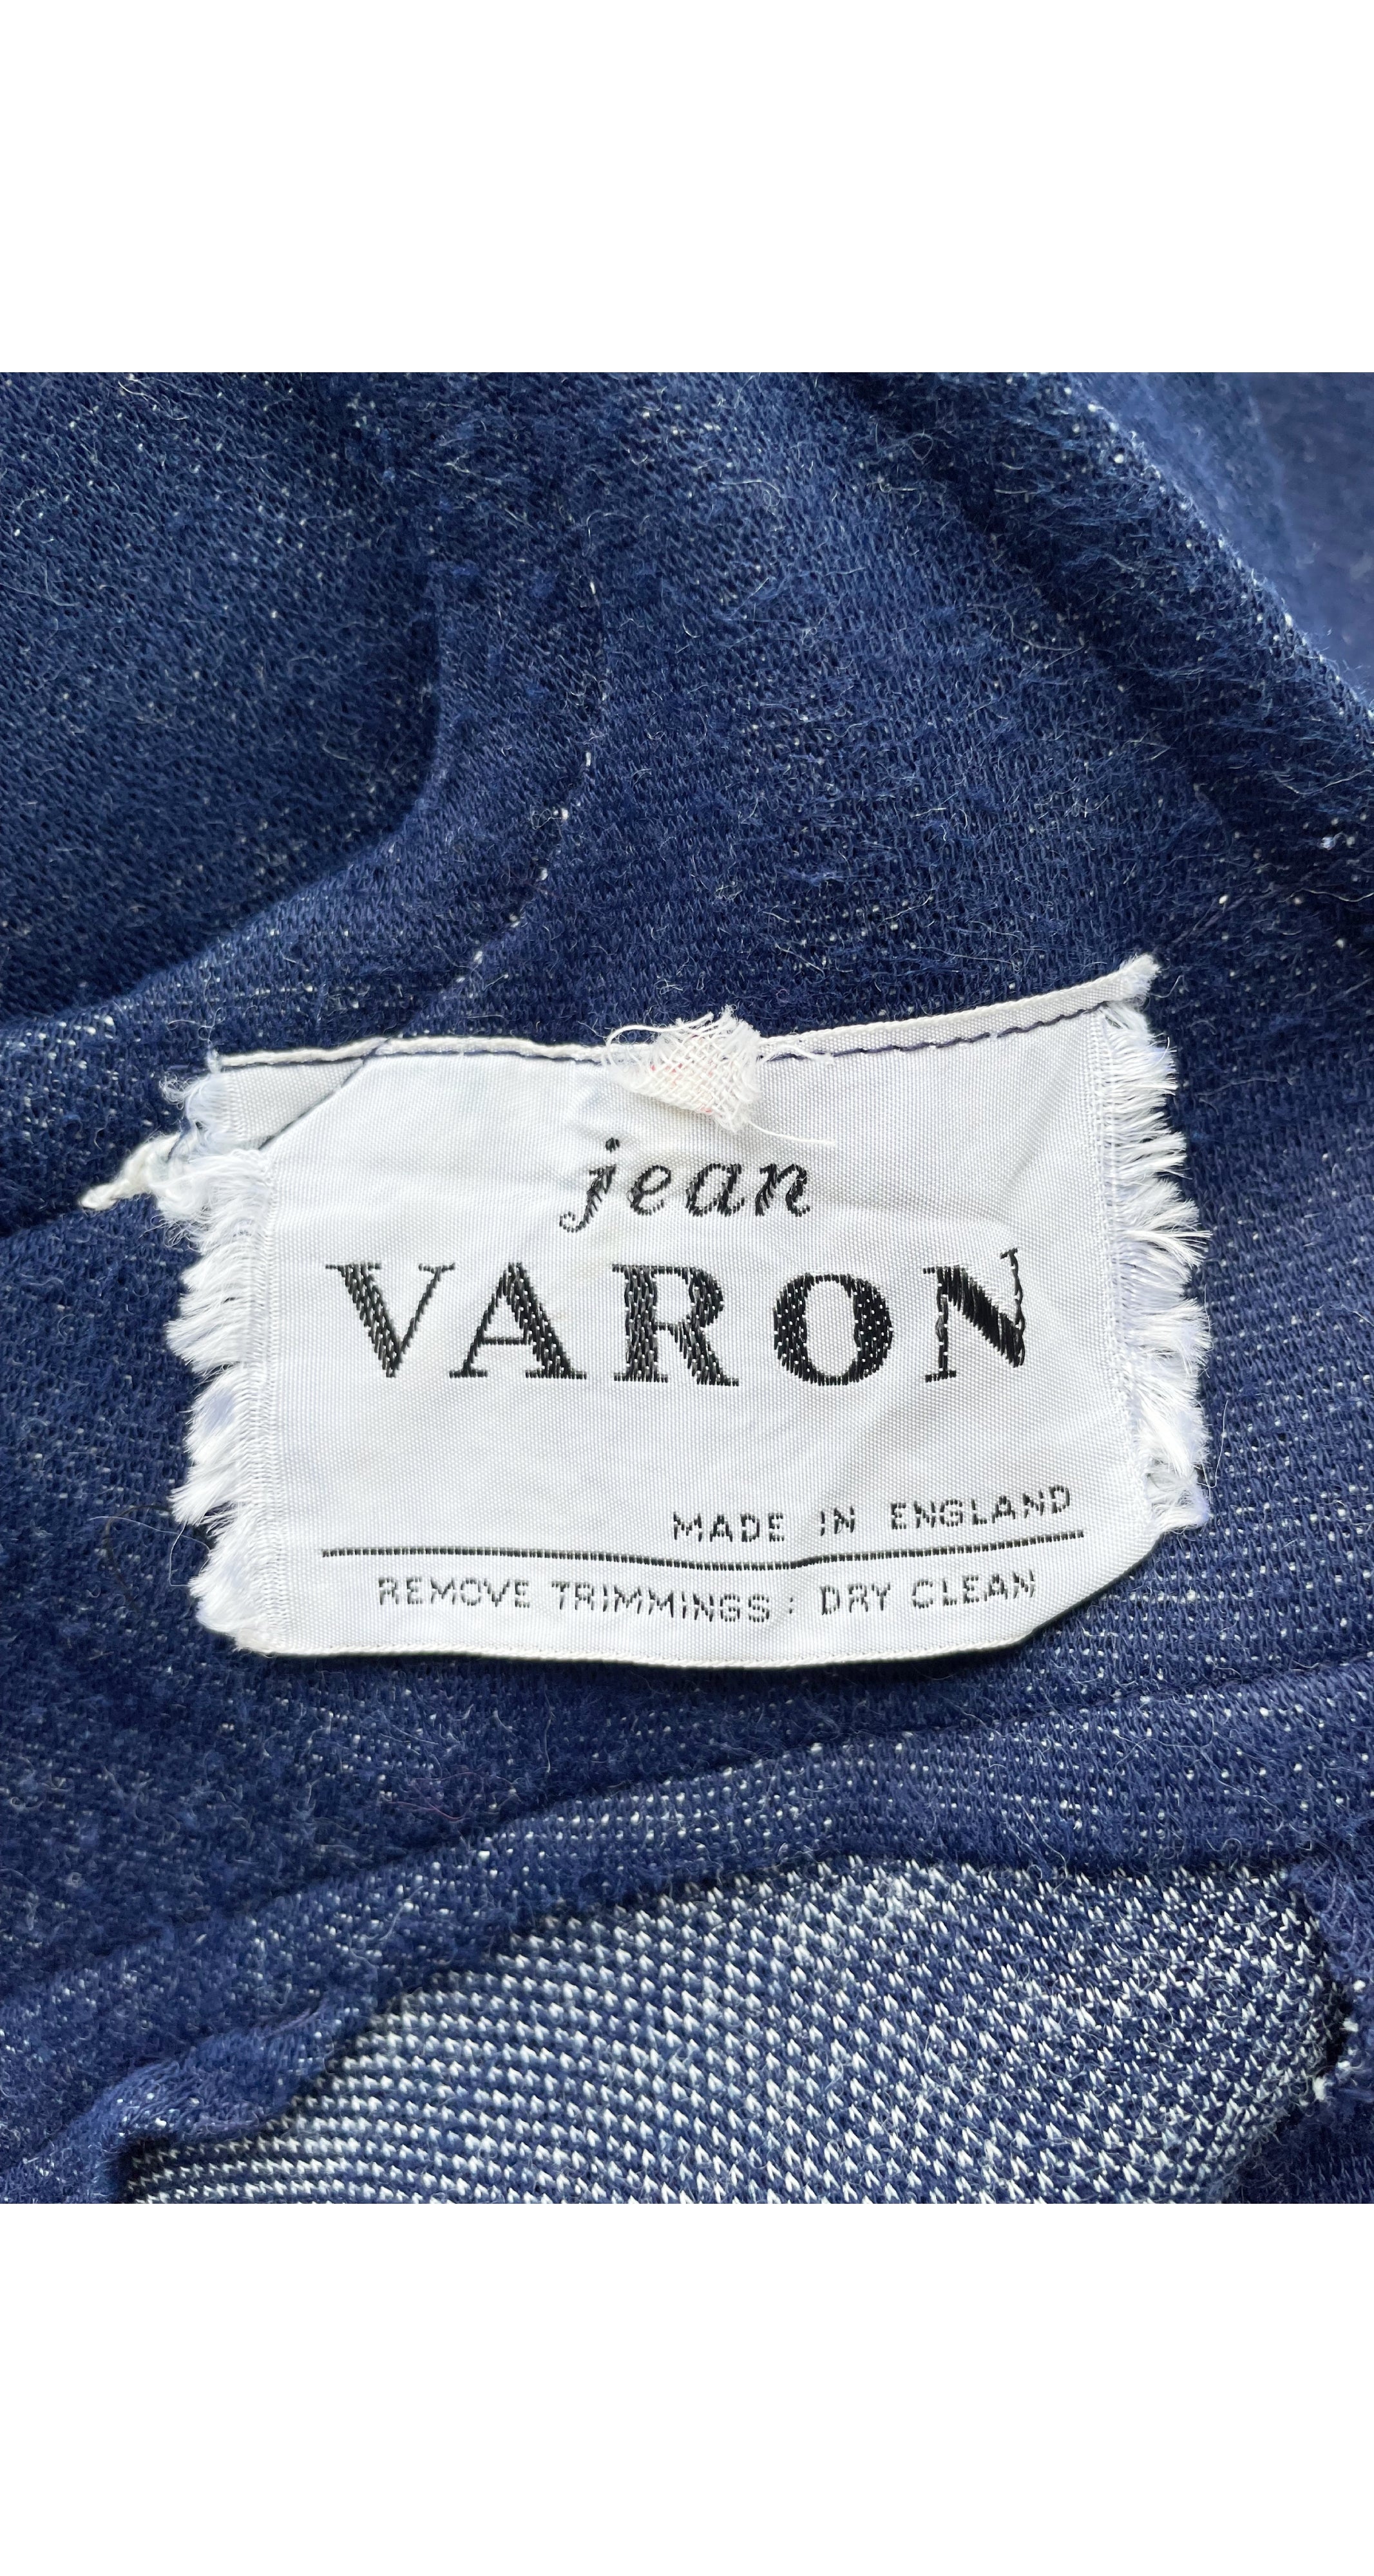 jean
VARON
MADE IN ENGLAND
REMOVE TRIMMINGS: DRY CLEAN